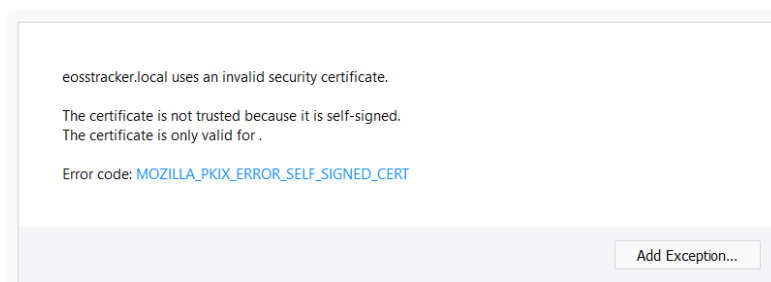 eosstracker.local uses an invalid security certificate.
The certificate is not trusted because it is self-signed.
The certificate is only valid for .
Error code: MOZILLA_PKIX_ERROR_SELF_SIGNED_CERT
Add Exception...